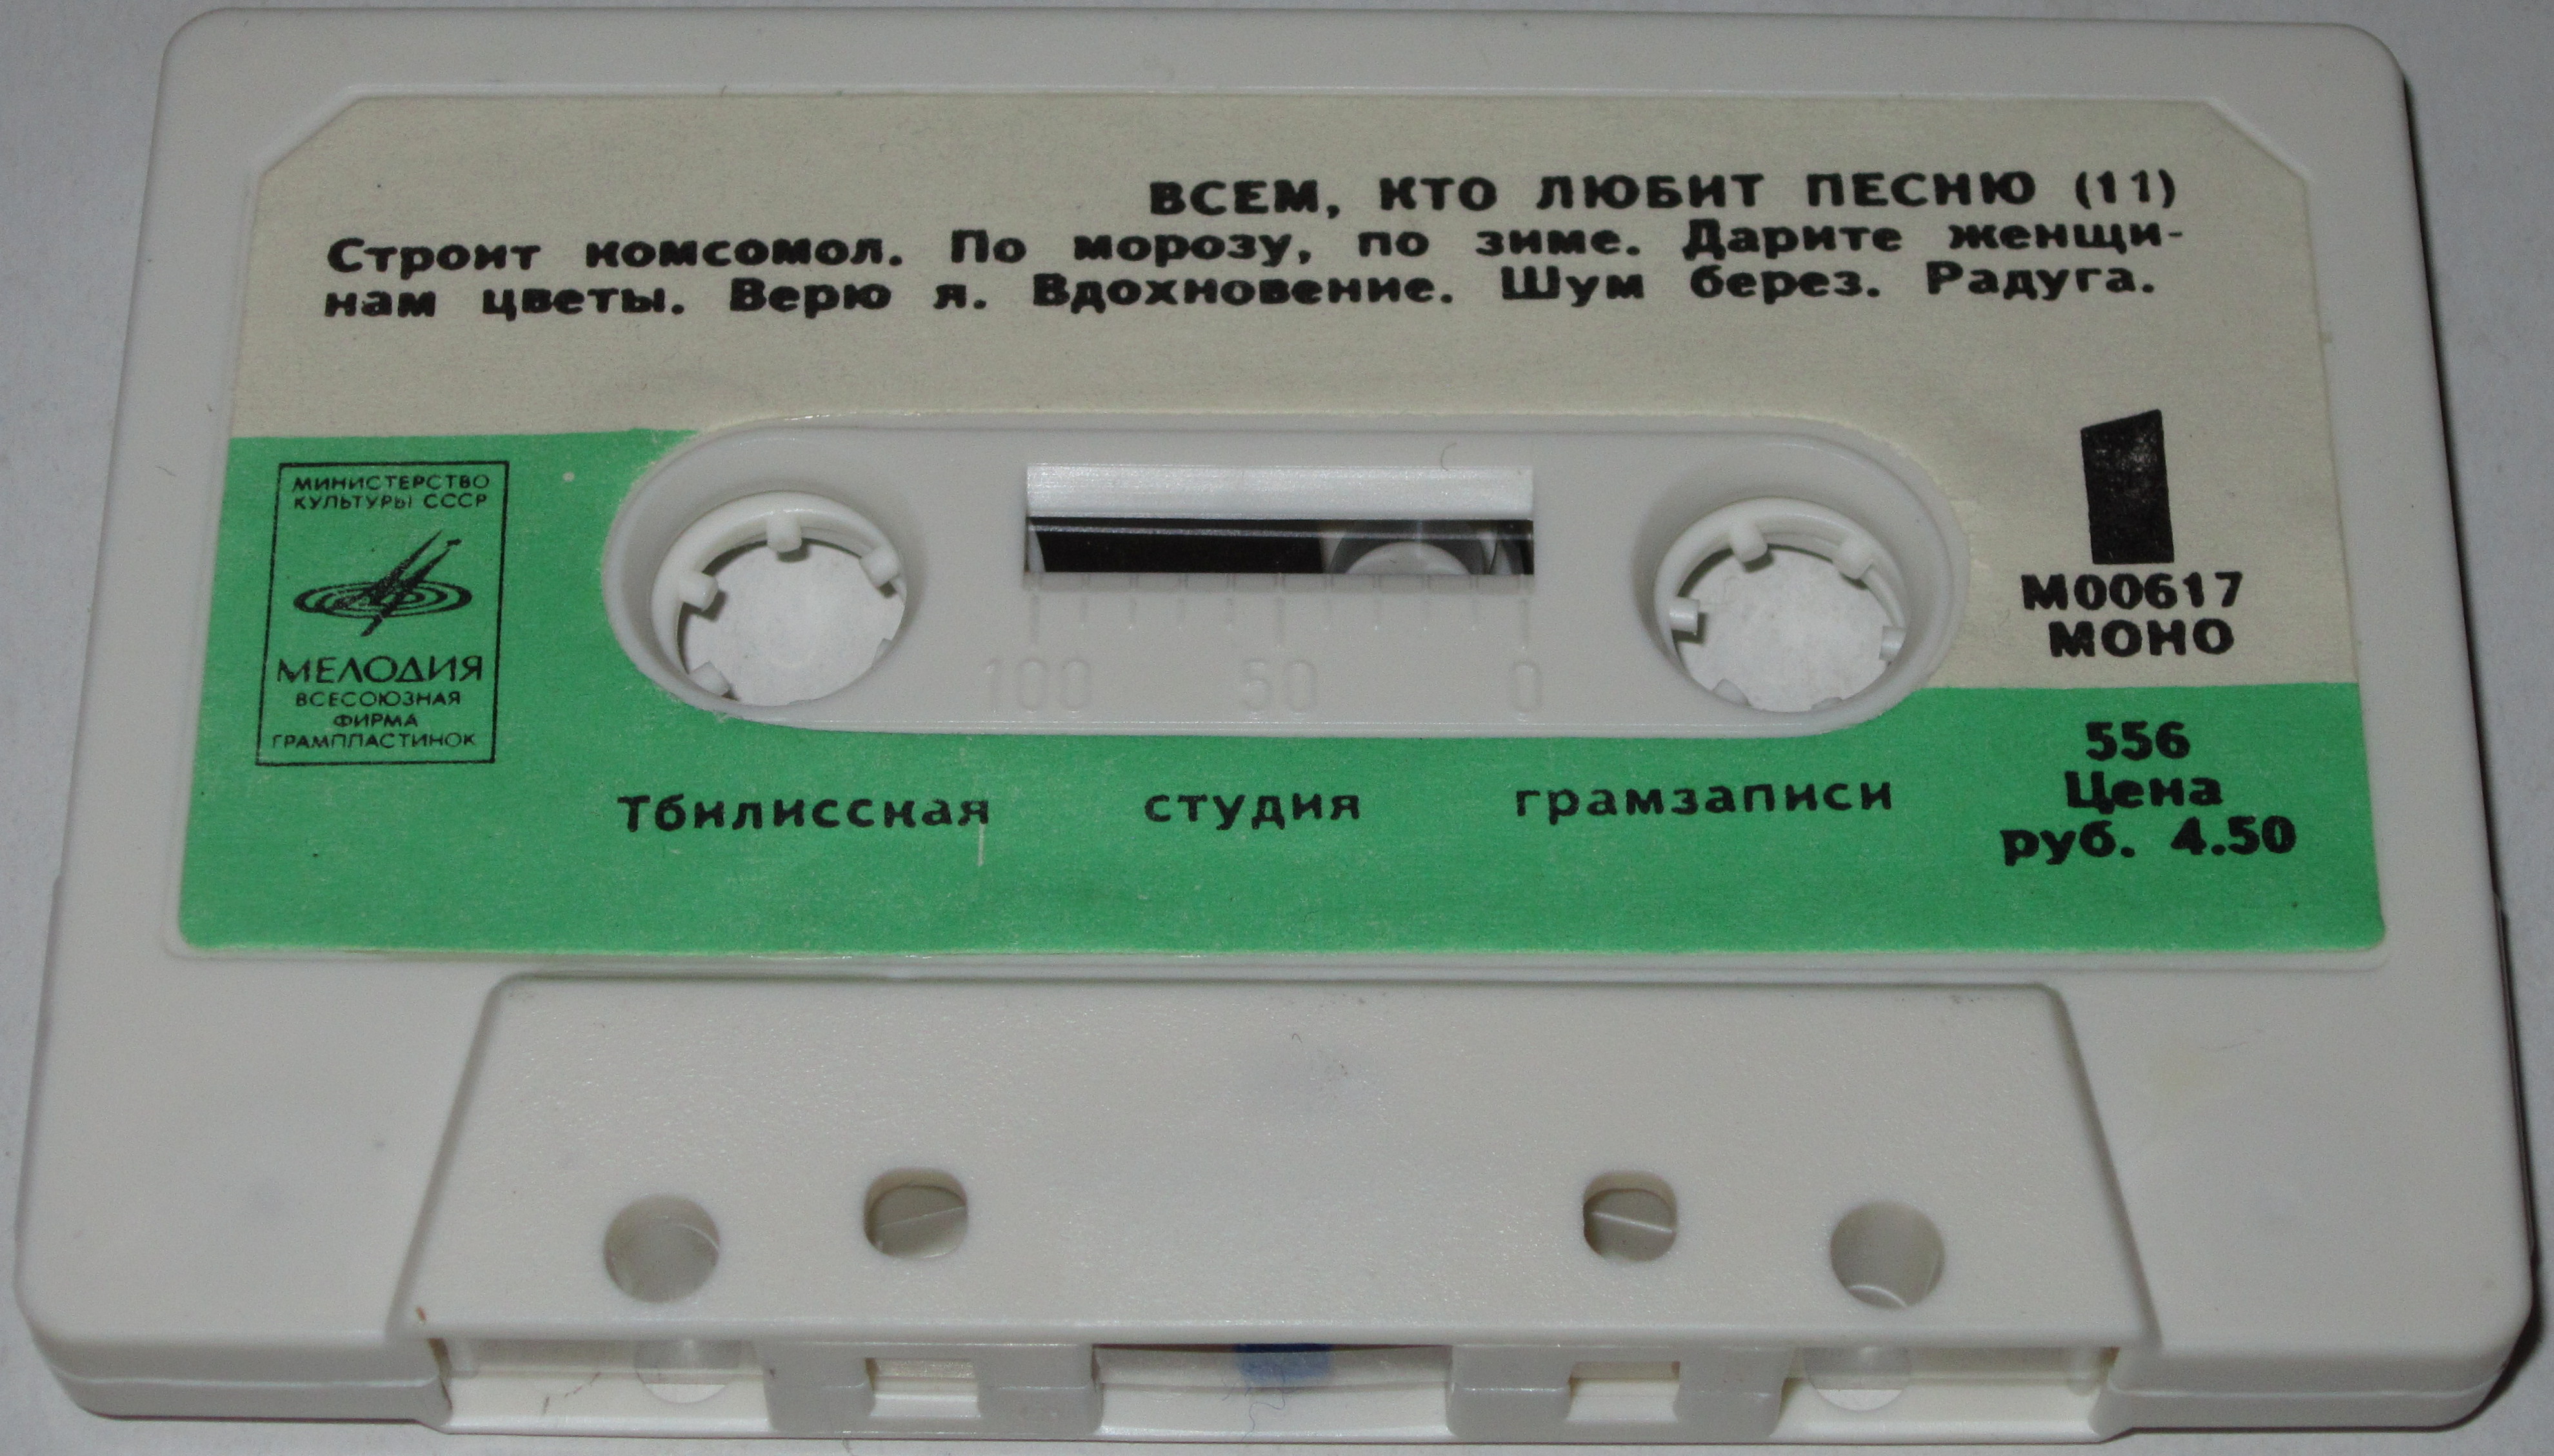 ВСЕМ, КТО ЛЮБИТ ПЕСНЮ (11)
Строит комсомол. По морозу, по зиме. Дарите женщи-
нам цветы. Верю я. Вдохновение. Шум берез. Радуга.
МИНИСТЕРСТВО
КУЛЬТУРЫ СССР
МЕЛОДИЯ
ВСЕСОЮЗНАЯ
ФИРМА
ГРАМПЛАСТИНОК
100 50 0
1
М00617
МОНО
556
Цена
руб. 4.50
Тбилисская студия грамзаписи